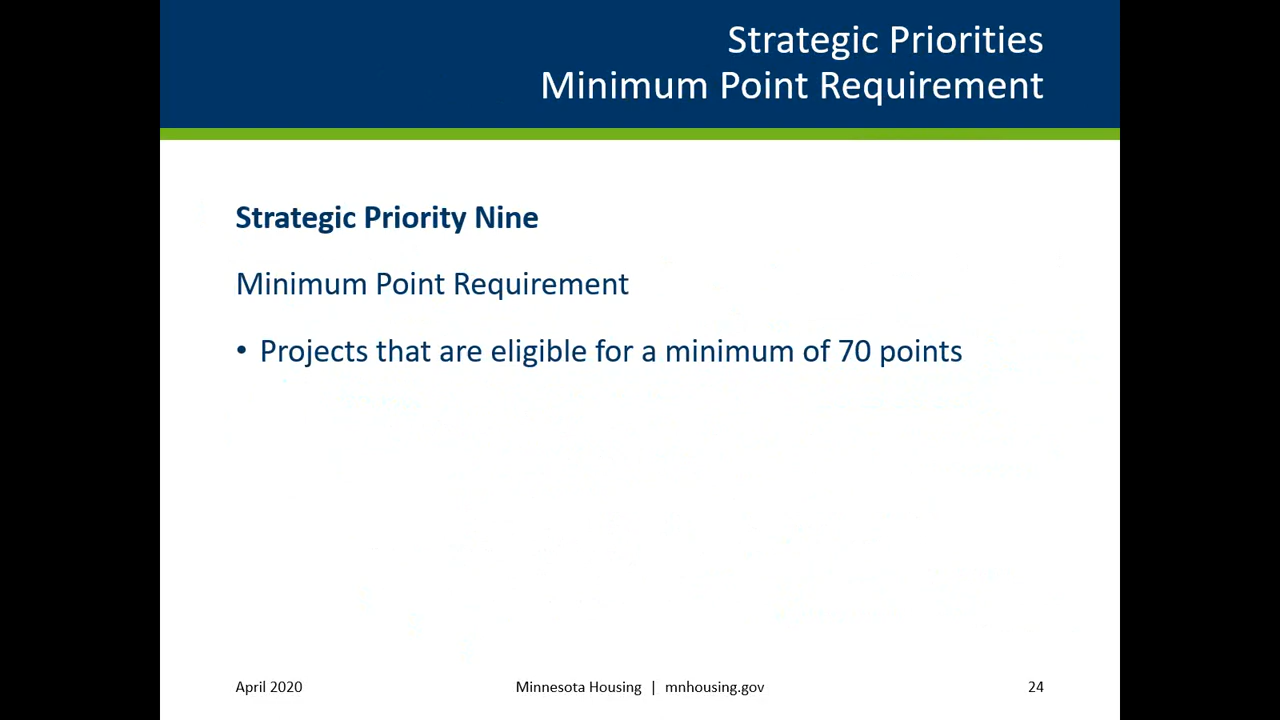 Strategic Priorities
Minimum Point Requirement
Strategic Priority Nine
Minimum Point Requirement
• Projects that are eligible for a minimum of 70 points
April 2020
Minnesota Housing | mnhousing.gov
24